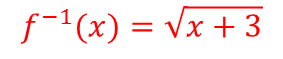 f⁻¹(x) = √(x + 3)